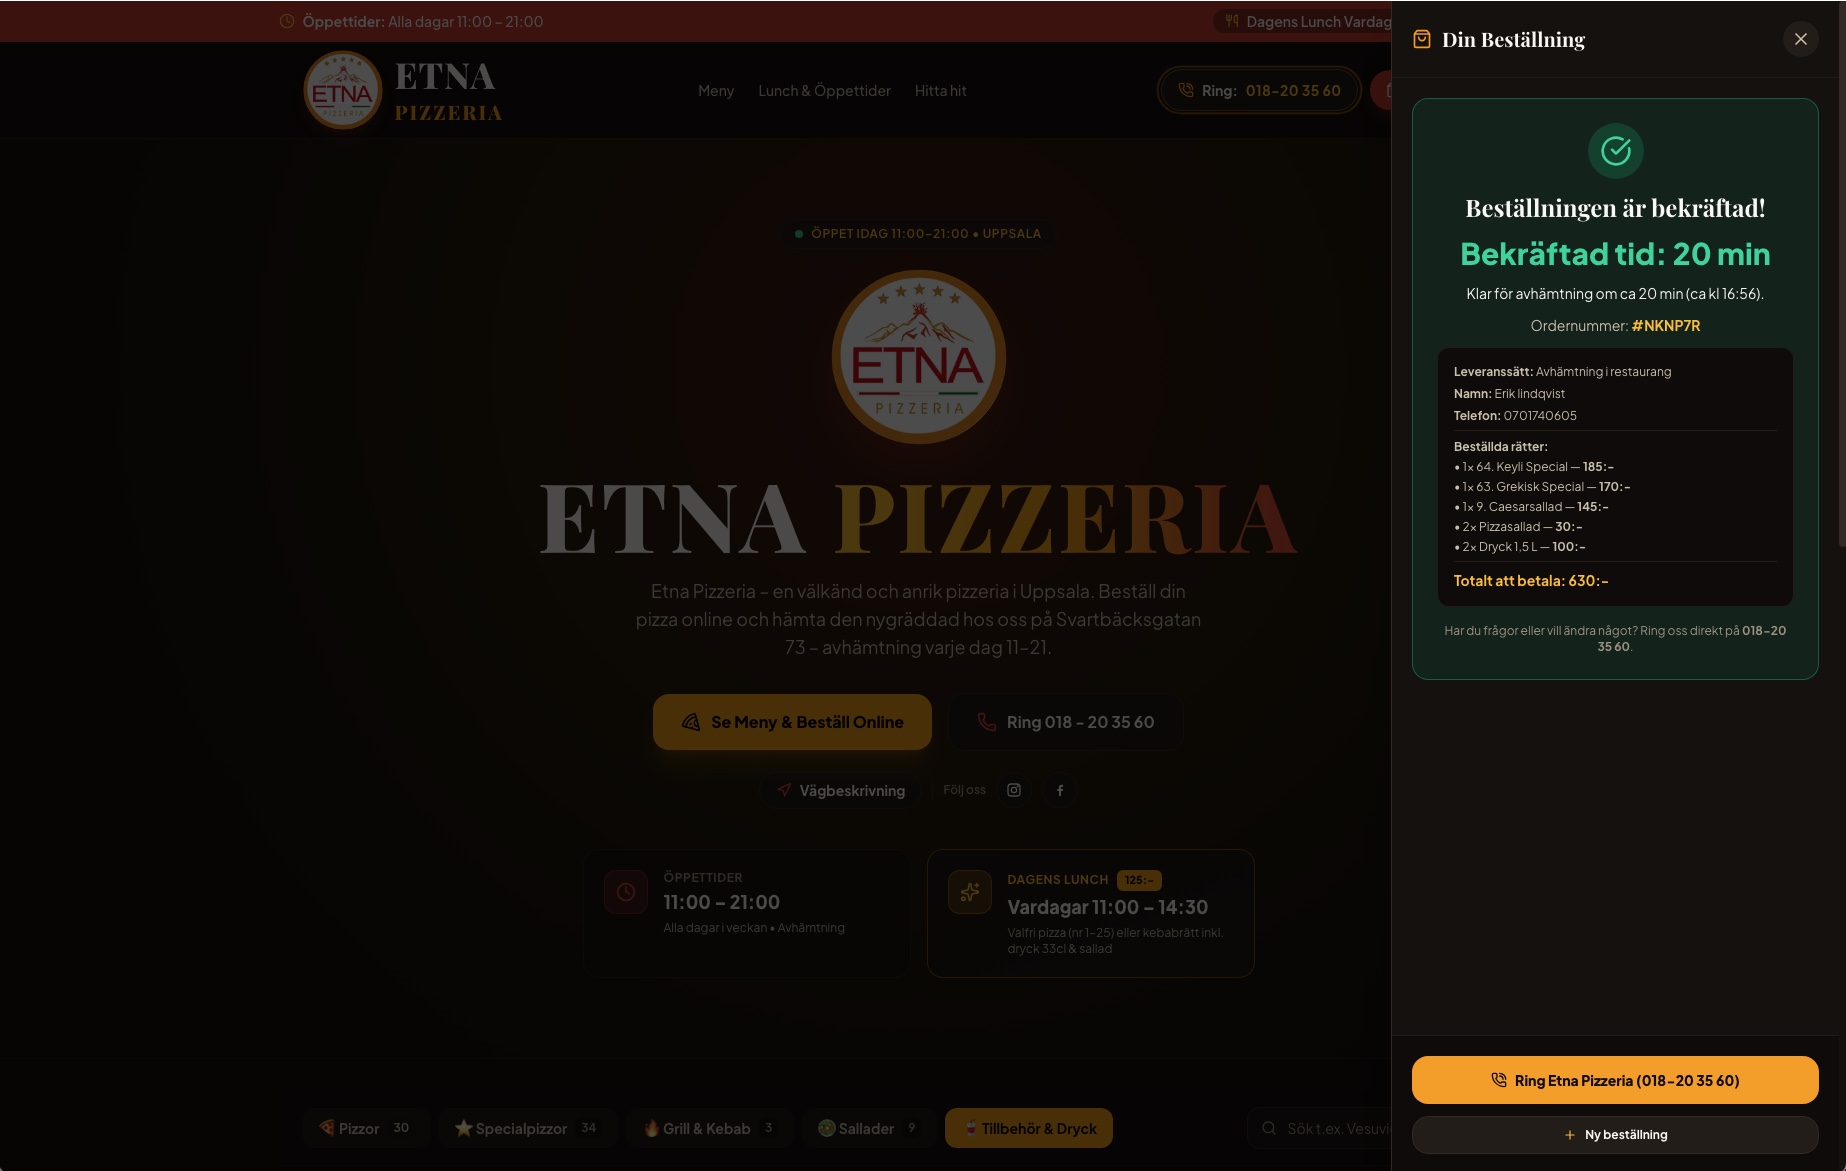 Öppettider: Alla dagar 11:00 – 21:00
Dagens Lunch Vardag
ETNA
PIZZERIA
ETNA
PIZZERIA
Meny
Lunch & Öppettider
Hitta hit
Ring: 018-20 35 60
ÖPPET IDAG 11:00–21:00 • UPPSALA
ETNA
PIZZERIA
ETNA PIZZERIA
Etna Pizzeria – en välkänd och anrik pizzeria i Uppsala. Beställ din
pizza online och hämta den nygräddad hos oss på Svartbäcksgatan
73 – avhämtning varje dag 11–21.
Se Meny & Beställ Online
Ring 018 - 20 35 60
Vägbeskrivning
Följ oss
ÖPPETTIDER
11:00 – 21:00
Alla dagar i veckan • Avhämtning
DAGENS LUNCH 125:-
Vardagar 11:00 – 14:30
Valfri pizza (nr 1–25) eller kebabrätt inkl.
dryck 33cl & sallad
Pizzor 30
Specialpizzor 34
Grill & Kebab 3
Sallader 9
Tillbehör & Dryck
Sök t.ex. Vesuvi
Din Beställning
Beställningen är bekräftad!
Bekräftad tid: 20 min
Klar för avhämtning om ca 20 min (ca kl 16:56).
Ordernummer: #NKNP7R
Leveranssätt: Avhämtning i restaurang
Namn: Erik lindqvist
Telefon: 0701740605
Beställda rätter:
• 1× 64. Keyli Special — 185:-
• 1× 63. Grekisk Special — 170:-
• 1× 9. Caesarsallad — 145:-
• 2× Pizzasallad — 30:-
• 2× Dryck 1,5 L — 100:-
Totalt att betala: 630:-
Har du frågor eller vill ändra något? Ring oss direkt på 018-20
35 60.
Ring Etna Pizzeria (018-20 35 60)
Ny beställning